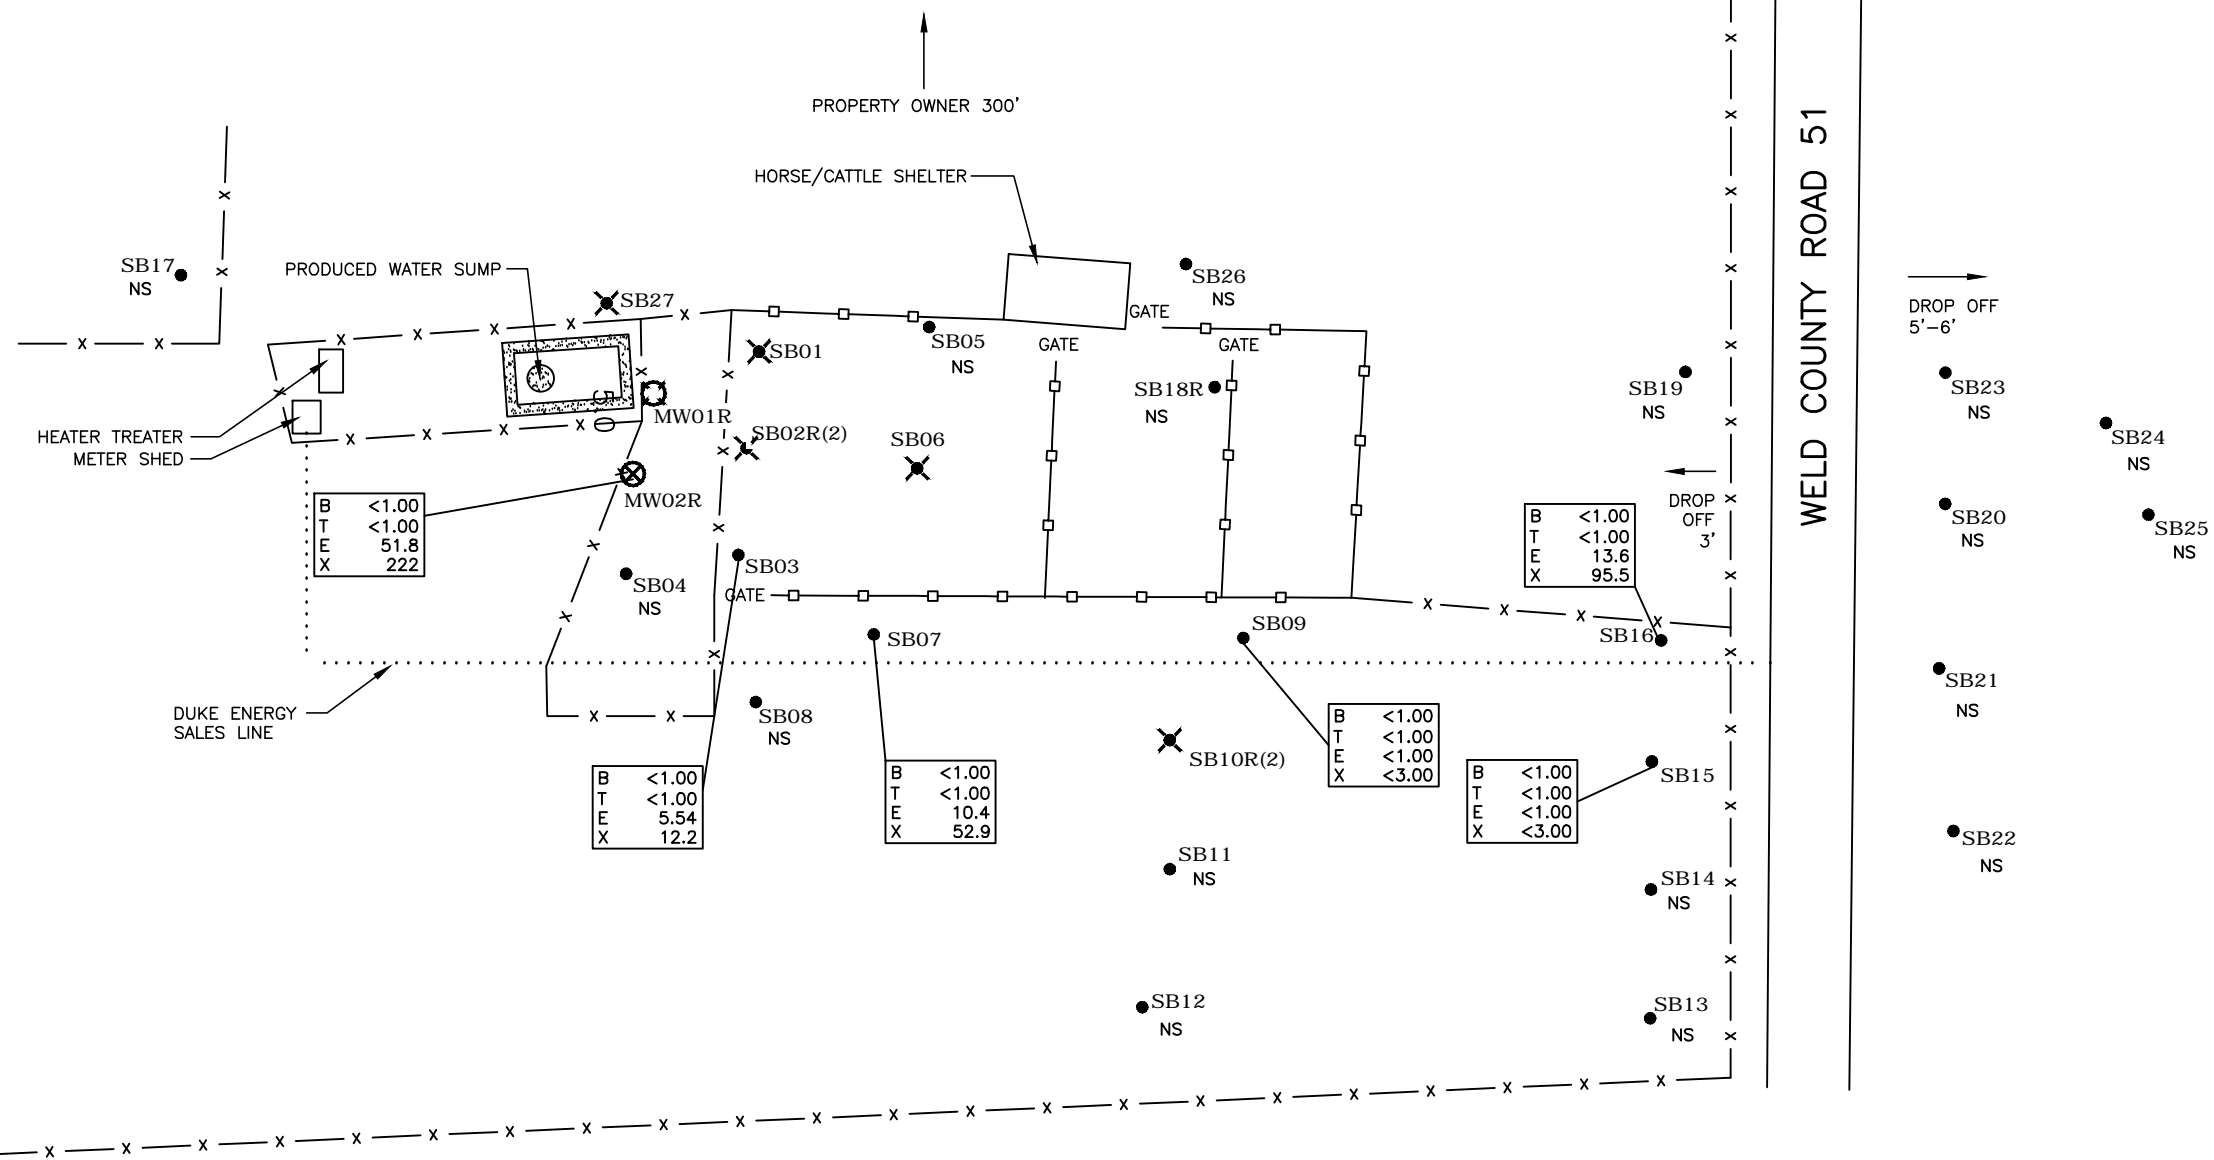 PROPERTY OWNER 300'
HORSE/CATTLE SHELTER
WELD COUNTY ROAD 51
SB17
NS
PRODUCED WATER SUMP
SB27
SB26
NS
GATE
DROP OFF
5'-6'
SB01
SB05
NS
GATE
GATE
SB18R
NS
SB19
NS
SB23
NS
50
MW01R
HEATER TREATER
METER SHED
SB02R(2)
SB06
SB24
NS
MW02R
B <1.00
T <1.00
E 51.8
X 222
DROP
OFF
3'
B <1.00
T <1.00
E 13.6
X 95.5
SB20
NS
SB25
NS
SB03
SB04
NS
GATE
SB07
SB09
SB16
SB21
NS
DUKE ENERGY
SALES LINE
SB08
NS
SB10R(2)
B <1.00
T <1.00
E <1.00
X <3.00
B <1.00
T <1.00
E 5.54
X 12.2
B <1.00
T <1.00
E 10.4
X 52.9
B <1.00
T <1.00
E <1.00
X <3.00
SB15
SB22
NS
SB11
NS
SB14
NS
SB12
NS
SB13
NS